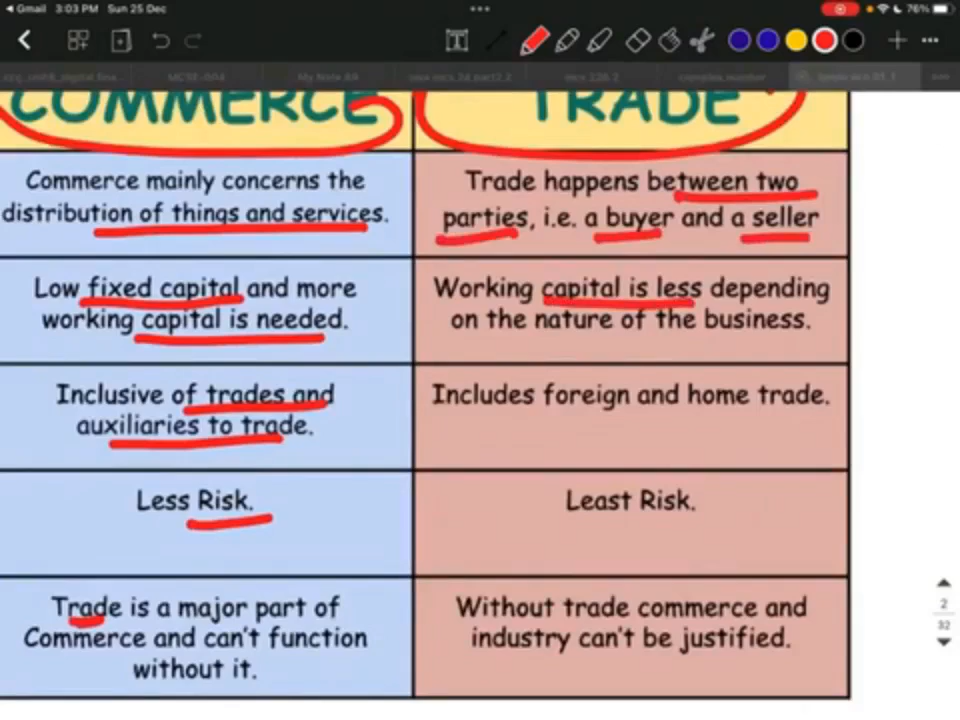 Gmail 3:03 PM Sun 25 Dec
76%
My Note 89
COMMERCE
TRADE
Commerce mainly concerns the
distribution of things and services.
Trade happens between two
parties, i.e. a buyer and a seller
Low fixed capital and more
working capital is needed.
Working capital is less depending
on the nature of the business.
Inclusive of trades and
auxiliaries to trade.
Includes foreign and home trade.
Less Risk.
Least Risk.
Trade is a major part of
Commerce and can't function
without it.
Without trade commerce and
industry can't be justified.
2
32